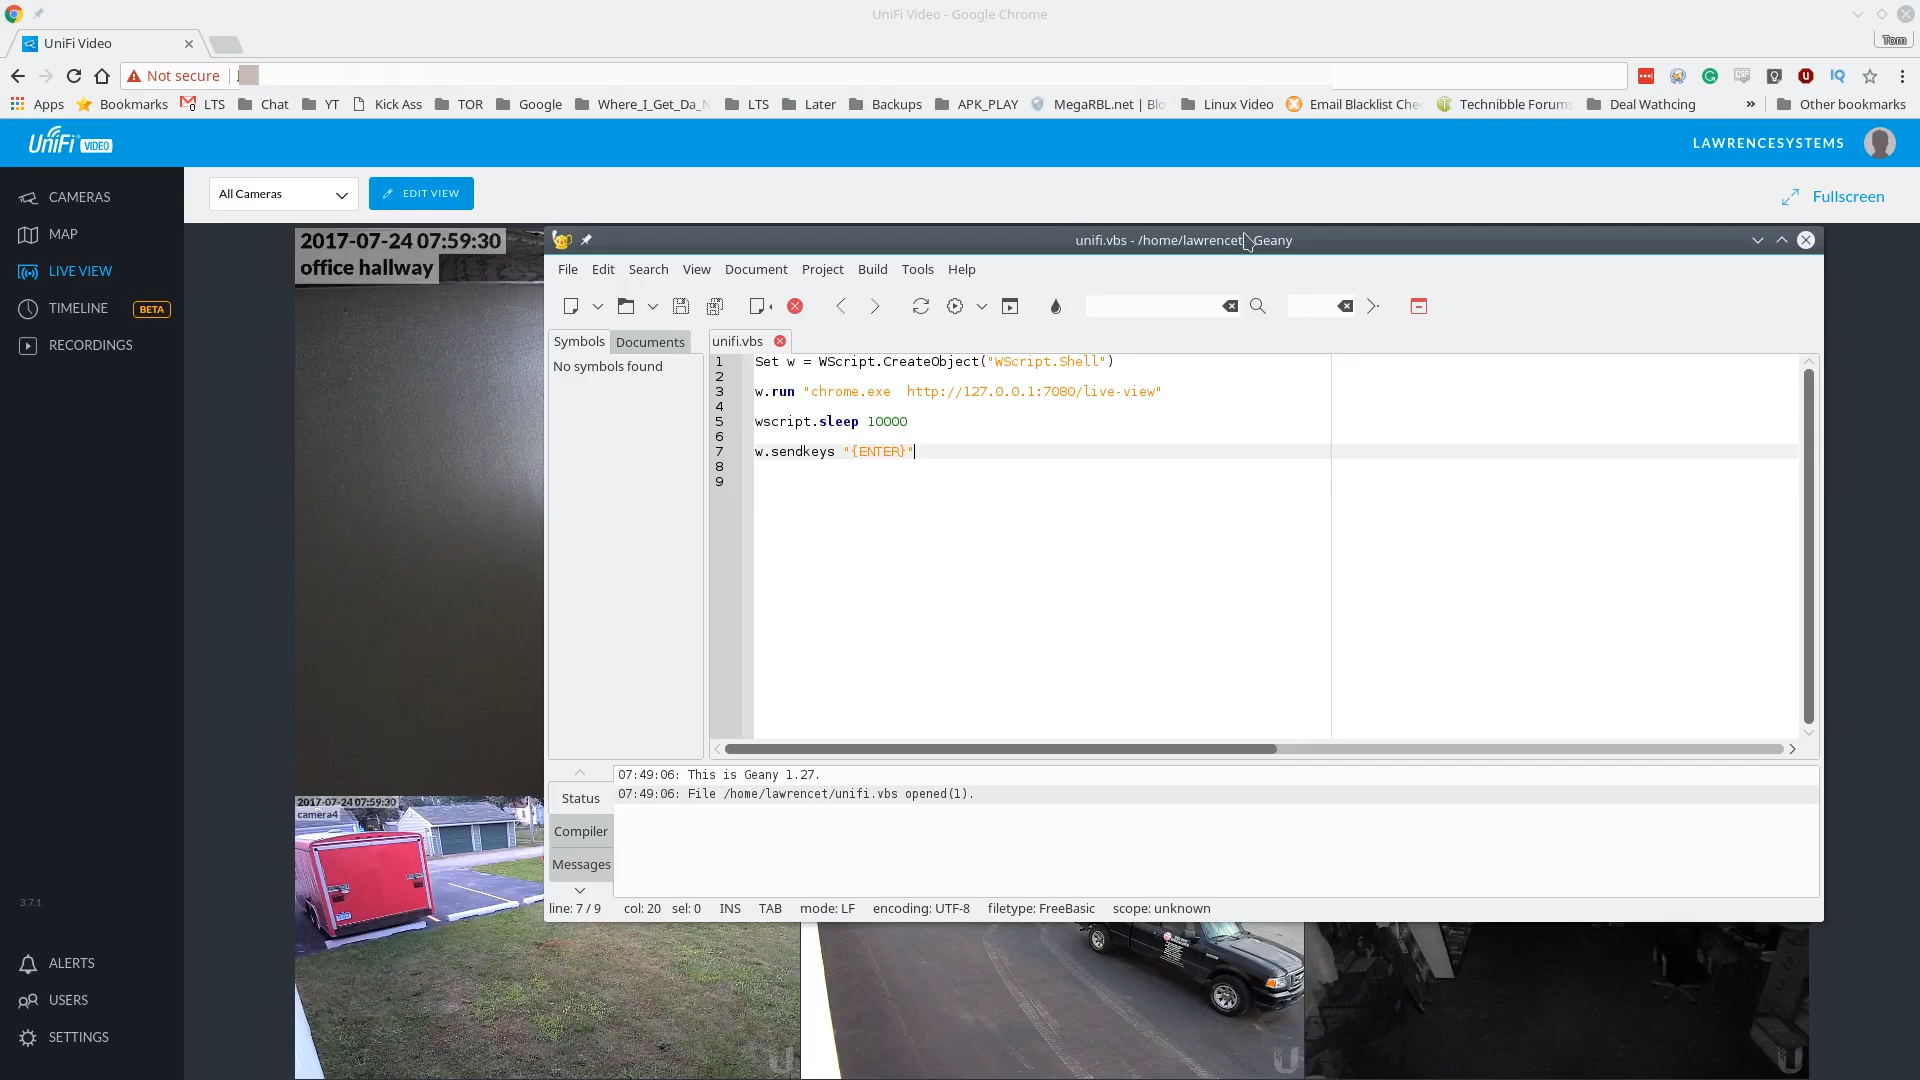 UniFi Video - Google Chrome
UniFi Video
Tom
Not secure
Apps Bookmarks LTS Chat YT Kick Ass TOR Google Where_I_Get_Da_ LTS Later Backups APK_PLAY MegaRBL.net | Blo Linux Video Email Blacklist Che Technibble Forums Deal Wathcing » Other bookmarks
UniFi VIDEO
LAWRENCESYSTEMS
CAMERAS
MAP
LIVE VIEW
TIMELINE BETA
RECORDINGS
All Cameras
EDIT VIEW
Fullscreen
2017-07-24 07:59:30
office hallway
unifi.vbs - /home/lawrencet - Geany
File Edit Search View Document Project Build Tools Help
Symbols Documents
No symbols found
unifi.vbs
1 Set w = WScript.CreateObject("WScript.Shell")
2
3 w.run "chrome.exe  http://127.0.0.1:7080/live-view"
4
5 wscript.sleep 10000
6
7 w.sendkeys "{ENTER}"
8
9
Status
Compiler
Messages
07:49:06: This is Geany 1.27.
07:49:06: File /home/lawrencet/unifi.vbs opened(1).
line: 7 / 9 col: 20 sel: 0 INS TAB mode: LF encoding: UTF-8 filetype: FreeBasic scope: unknown
2017-07-24 07:59:30
camera4
3.7.1
ALERTS
USERS
SETTINGS